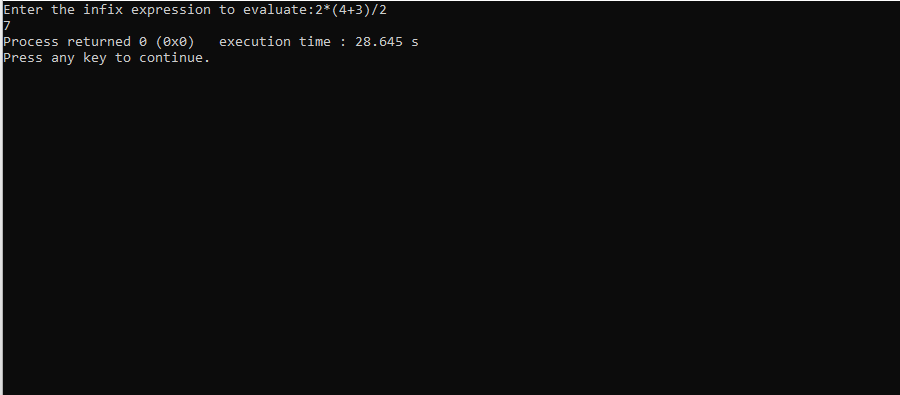 Enter the infix expression to evaluate:2*(4+3)/2
7
Process returned 0 (0x0)   execution time : 28.645 s
Press any key to continue.